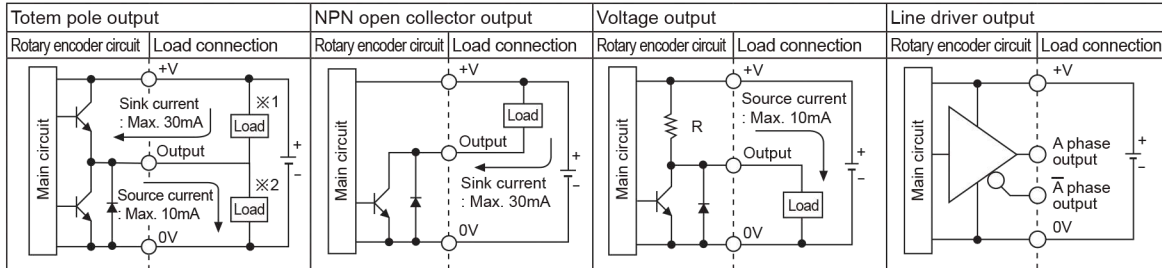 Totem pole output
Rotary encoder circuit
Load connection
+V
Main circuit
Sink current
: Max. 30mA
※1
Load
Output
+
−
Source current
: Max. 10mA
※2
Load
0V
NPN open collector output
Rotary encoder circuit
Load connection
+V
Main circuit
Load
Output
+
−
Sink current
: Max. 30mA
0V
Voltage output
Rotary encoder circuit
Load connection
+V
Main circuit
Source current
: Max. 10mA
R
Output
+
−
Load
0V
Line driver output
Rotary encoder circuit
Load connection
+V
Main circuit
A phase
output
+
−
A̅ phase
output
0V